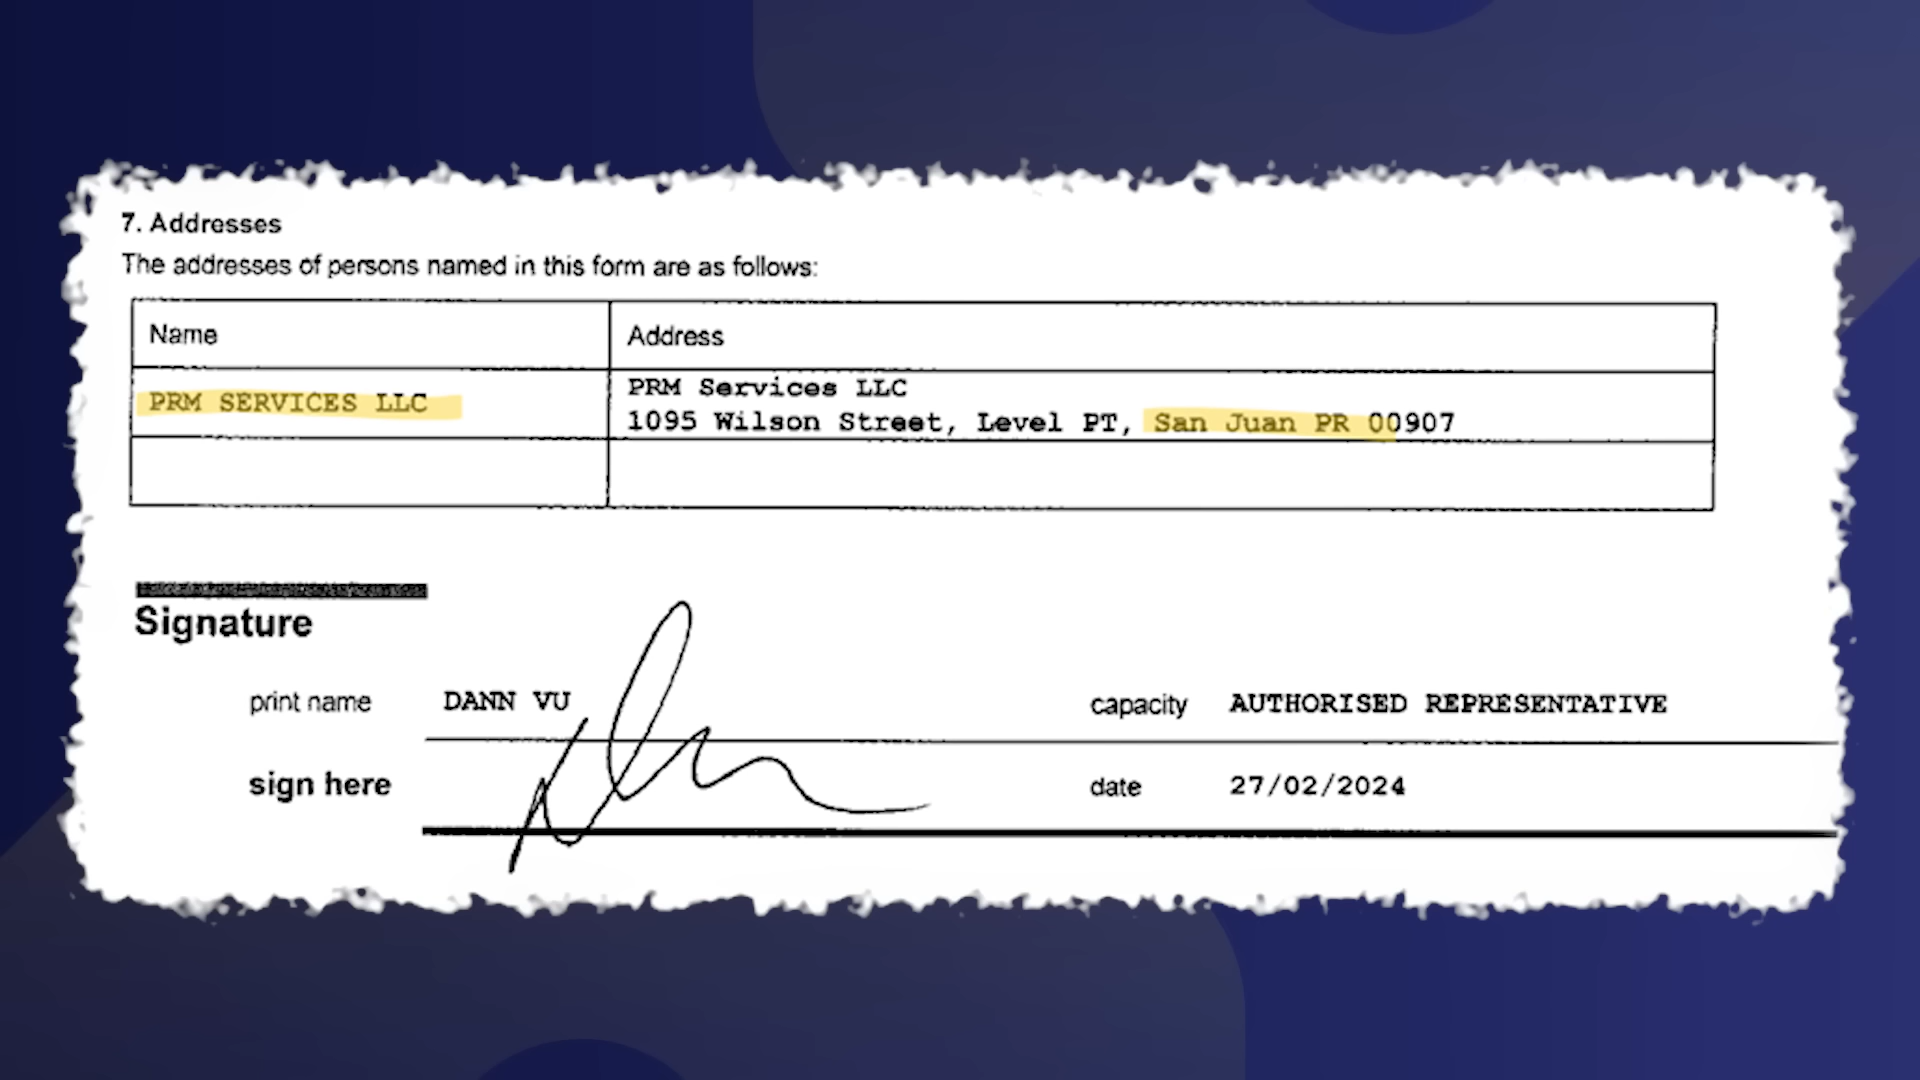 7. Addresses
The addresses of persons named in this form are as follows:
Name
Address
PRM SERVICES LLC
PRM Services LLC
1095 Wilson Street, Level PT, San Juan PR 00907
Signature
print name DANN VU
capacity AUTHORISED REPRESENTATIVE
sign here
date 27/02/2024